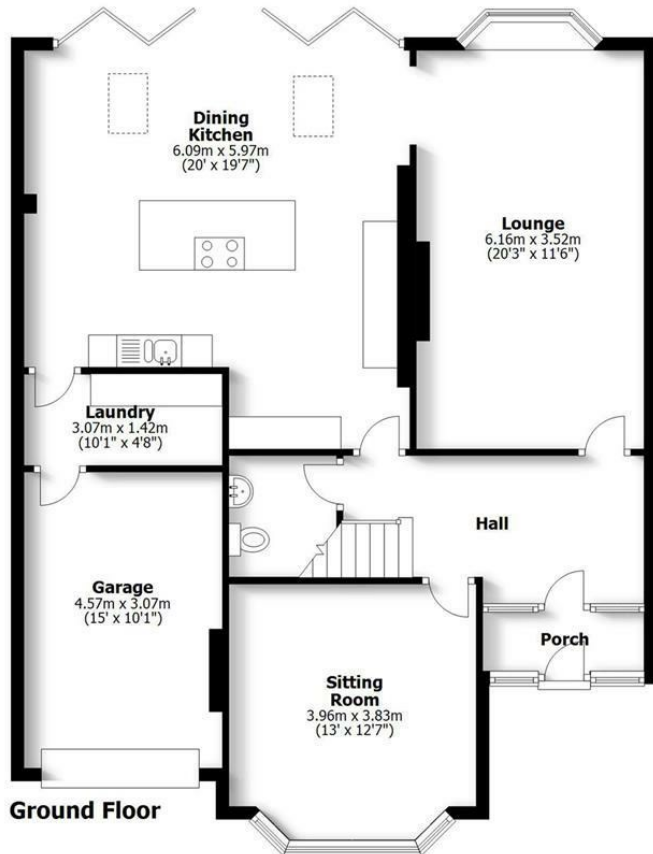 Dining
Kitchen
6.09m x 5.97m
(20' x 19'7")
Lounge
6.16m x 3.52m
(20'3" x 11'6")
Laundry
3.07m x 1.42m
(10'1" x 4'8")
Hall
Garage
4.57m x 3.07m
(15' x 10'1")
Porch
Sitting
Room
3.96m x 3.83m
(13' x 12'7")
Ground Floor